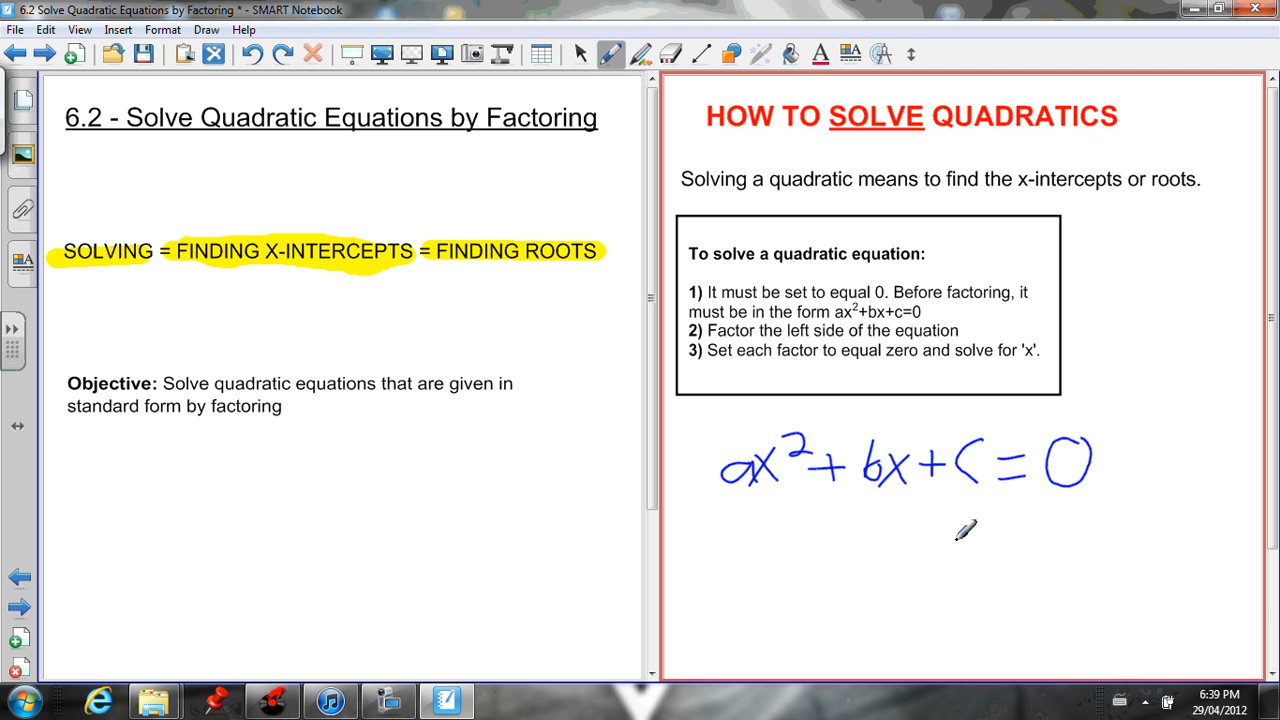 6.2 Solve Quadratic Equations by Factoring * - SMART Notebook
File Edit View Insert Format Draw Help
6.2 - Solve Quadratic Equations by Factoring
SOLVING = FINDING X-INTERCEPTS = FINDING ROOTS
Objective: Solve quadratic equations that are given in
standard form by factoring
HOW TO SOLVE QUADRATICS
Solving a quadratic means to find the x-intercepts or roots.
To solve a quadratic equation:
1) It must be set to equal 0. Before factoring, it
must be in the form ax²+bx+c=0
2) Factor the left side of the equation
3) Set each factor to equal zero and solve for 'x'.
ax²+bx+c=0
6:39 PM
29/04/2012